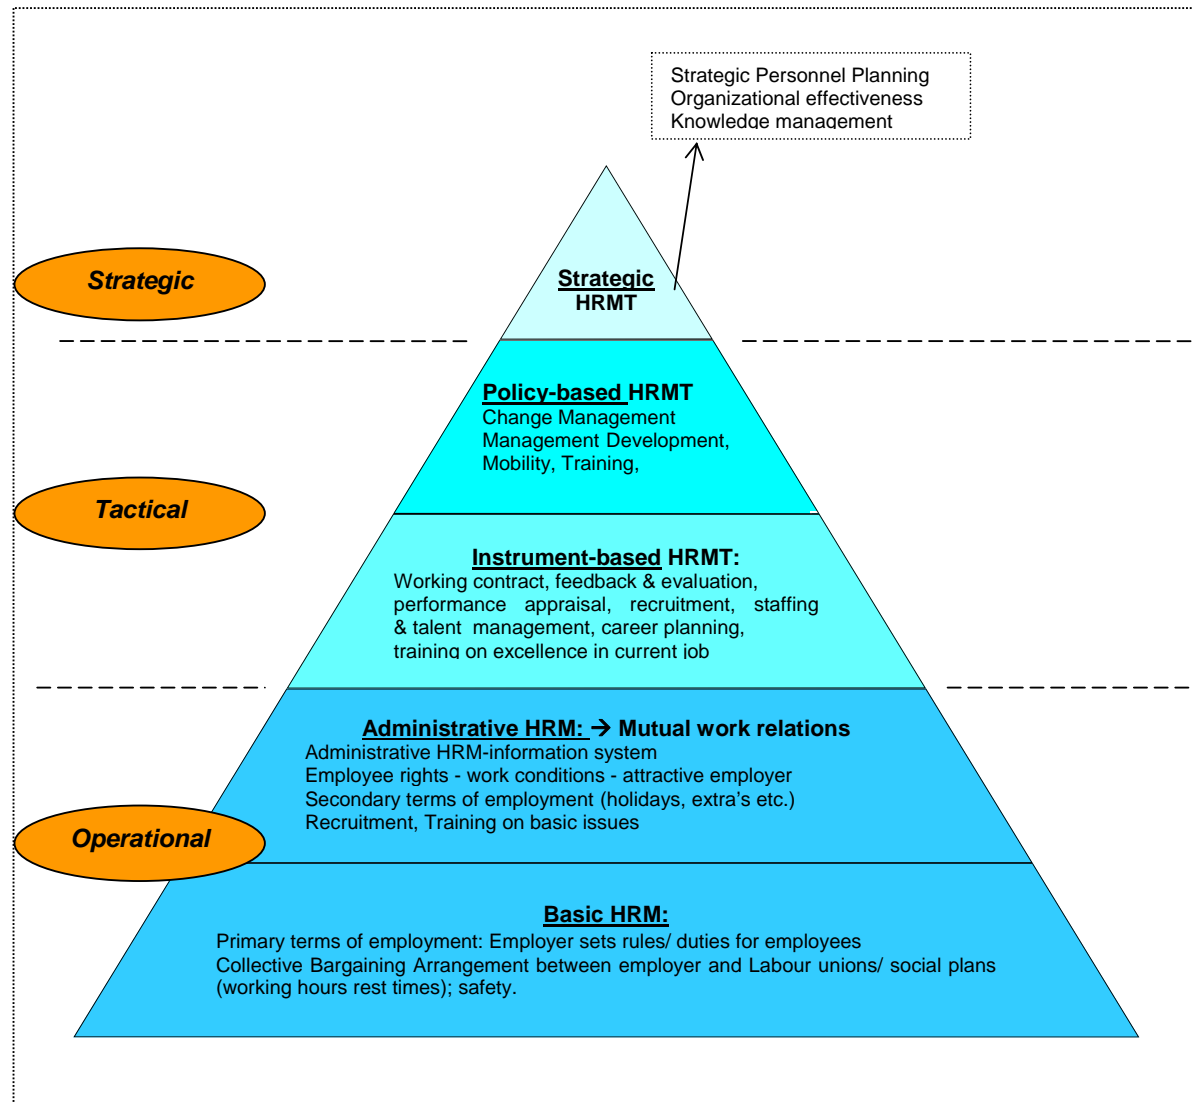 Strategic Personnel Planning
Organizational effectiveness
Knowledge management
Strategic
Strategic
HRMT
Policy-based HRMT
Change Management
Management Development,
Mobility, Training,
Tactical
Instrument-based HRMT:
Working contract, feedback & evaluation,
performance appraisal, recruitment, staffing
& talent management, career planning,
training on excellence in current job
Administrative HRM: → Mutual work relations
Administrative HRM-information system
Employee rights - work conditions - attractive employer
Secondary terms of employment (holidays, extra's etc.)
Recruitment, Training on basic issues
Operational
Basic HRM:
Primary terms of employment: Employer sets rules/ duties for employees
Collective Bargaining Arrangement between employer and Labour unions/ social plans
(working hours rest times); safety.